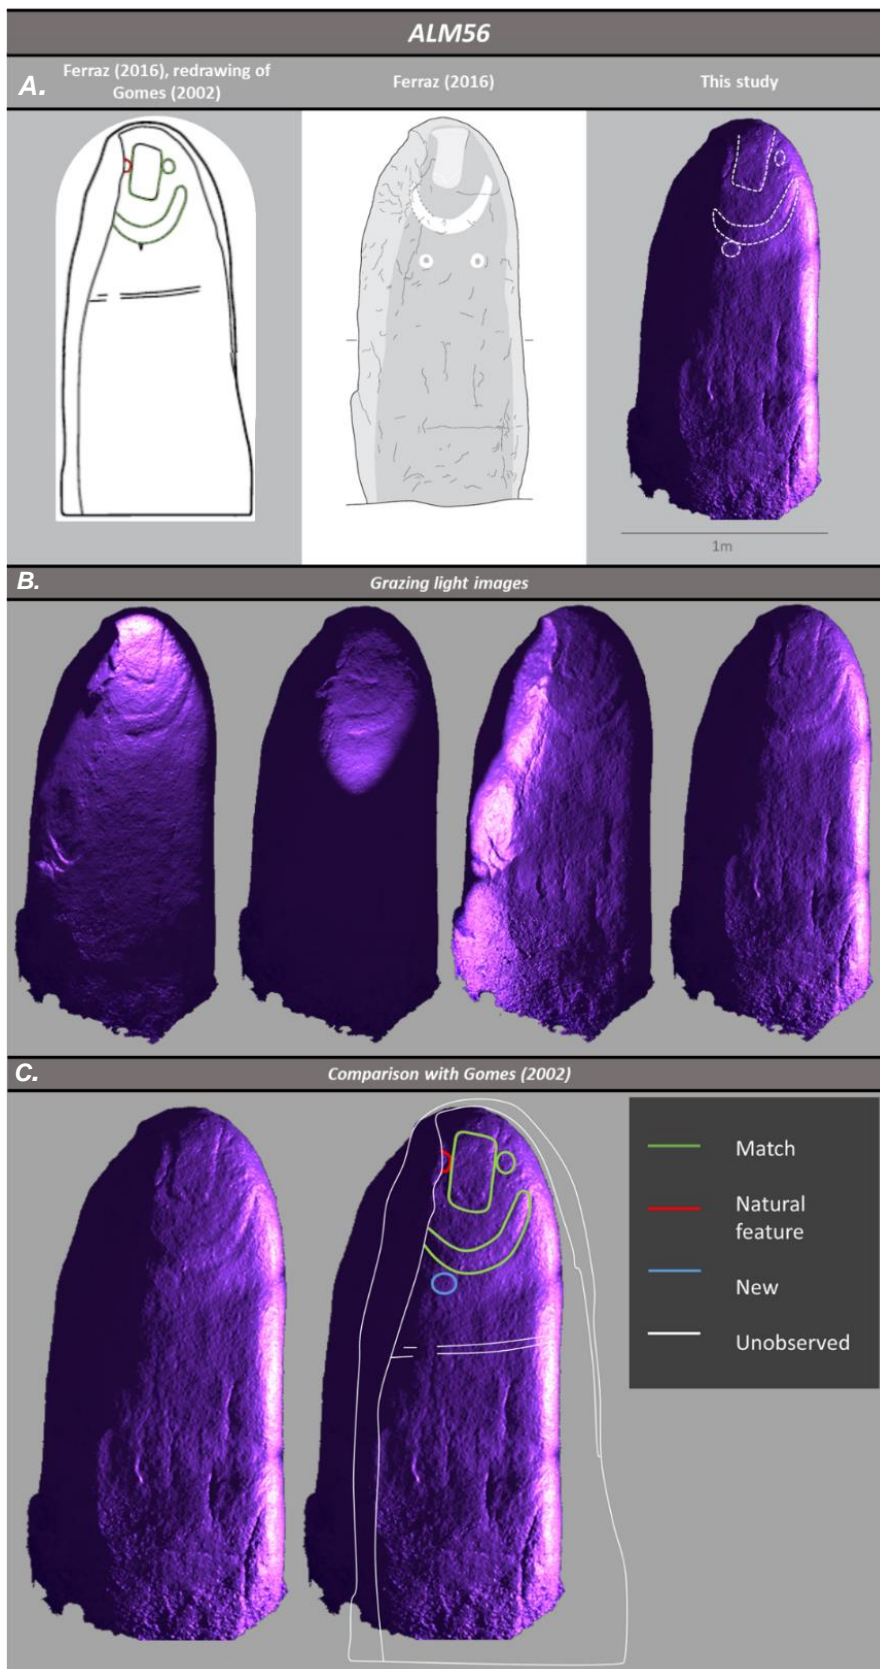 ALM56
A.
Ferraz (2016), redrawing of
Gomes (2002)
Ferraz (2016)
This study
1m
B.
Grazing light images
C.
Comparison with Gomes (2002)
Match
Natural
feature
New
Unobserved